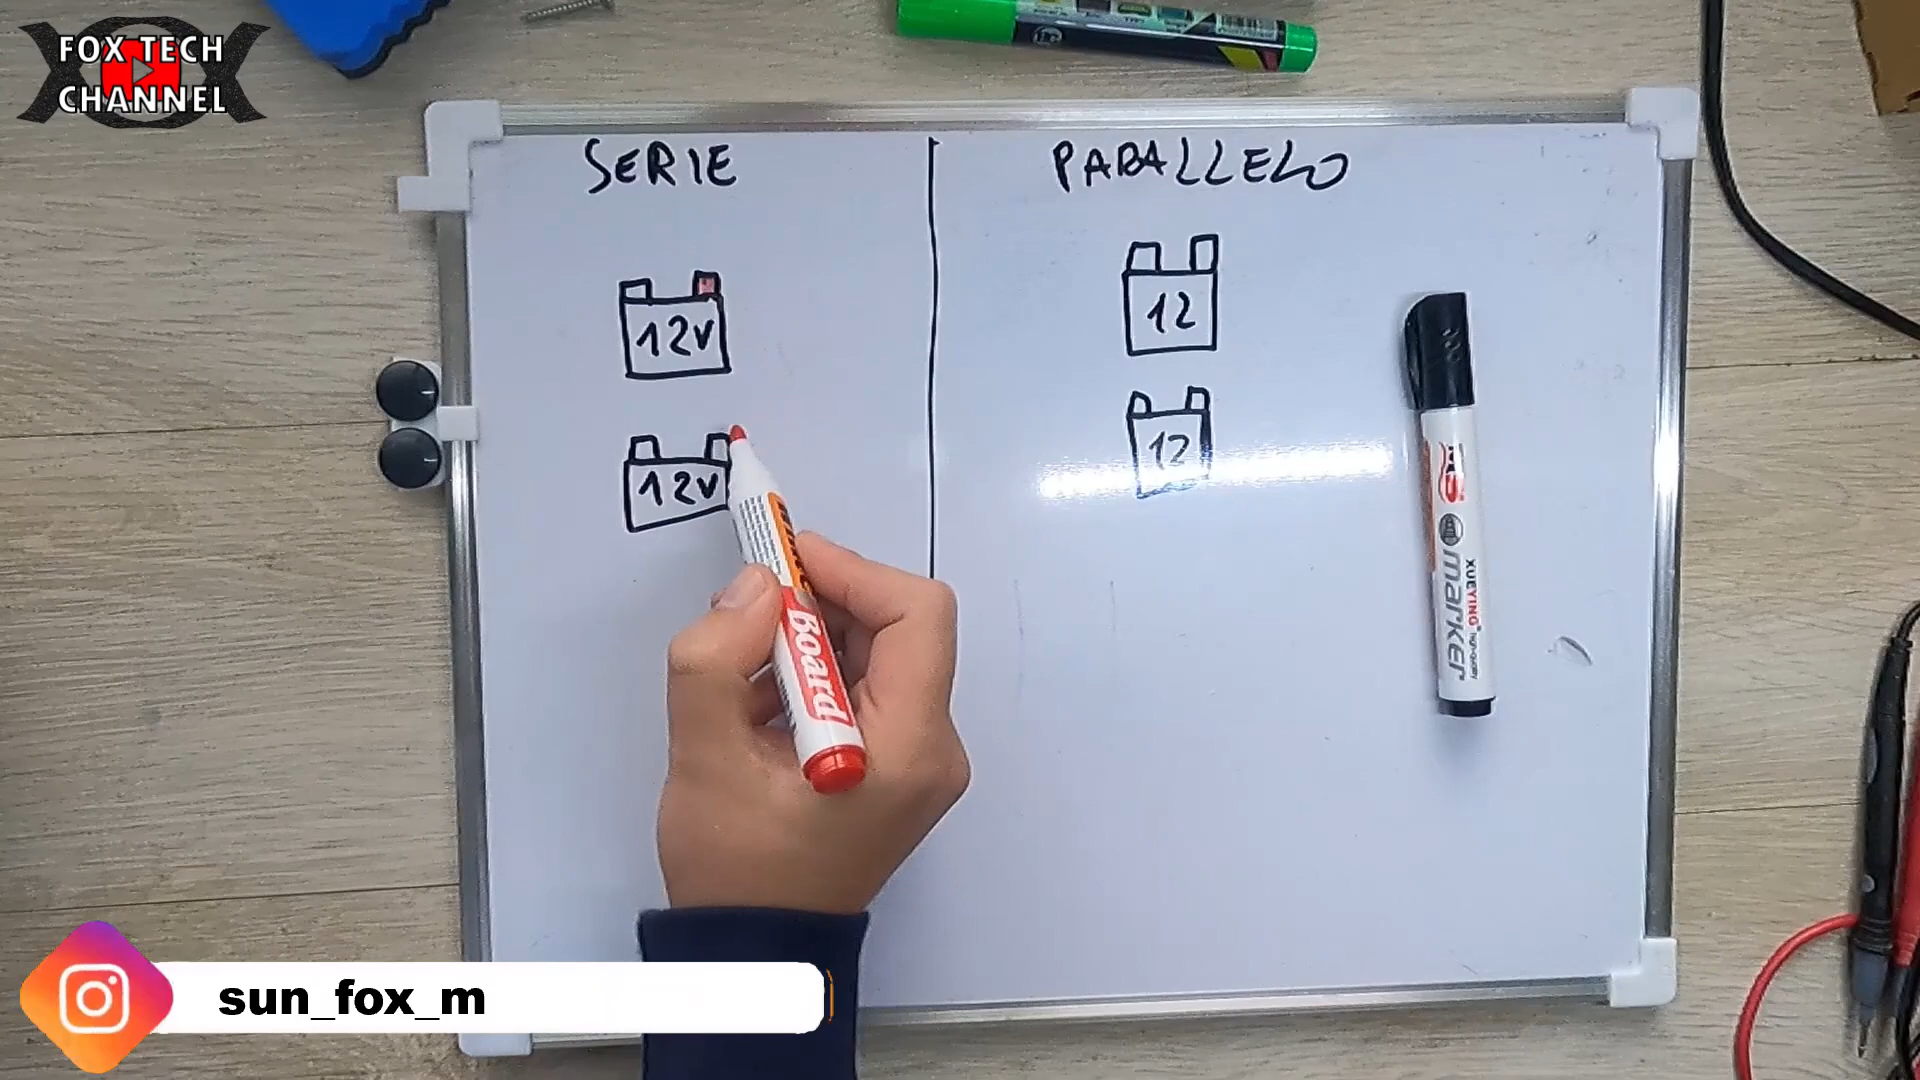 FOX TECH
CHANNEL
SERIE
PARALLELO
12V
12
12V
12
Board
XUEYING
marker
sun_fox_m